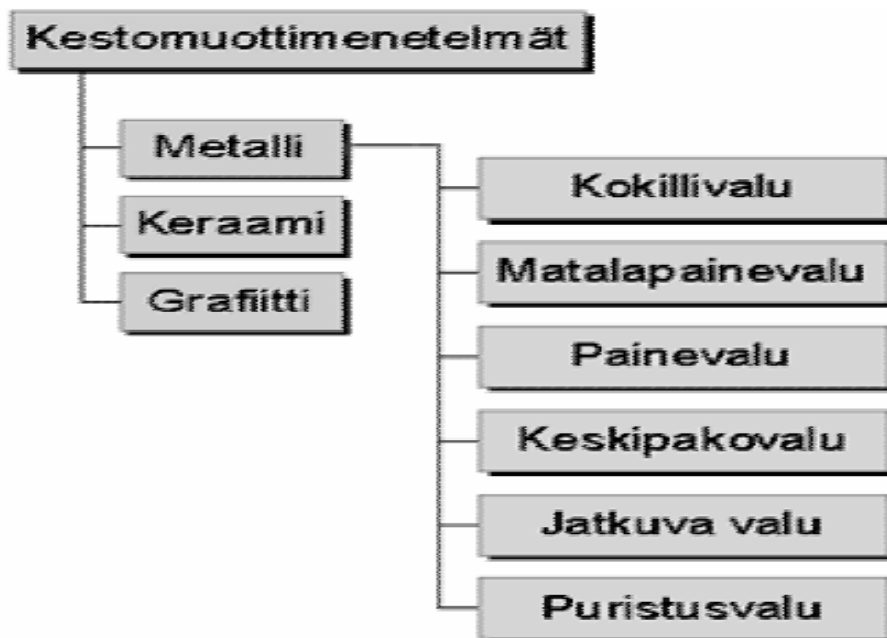 Kestomuottimenetelmät
Metalli
Keraami
Grafiitti
Kokillivalu
Matalapainevalu
Painevalu
Keskipakovalu
Jatkuva valu
Puristusvalu